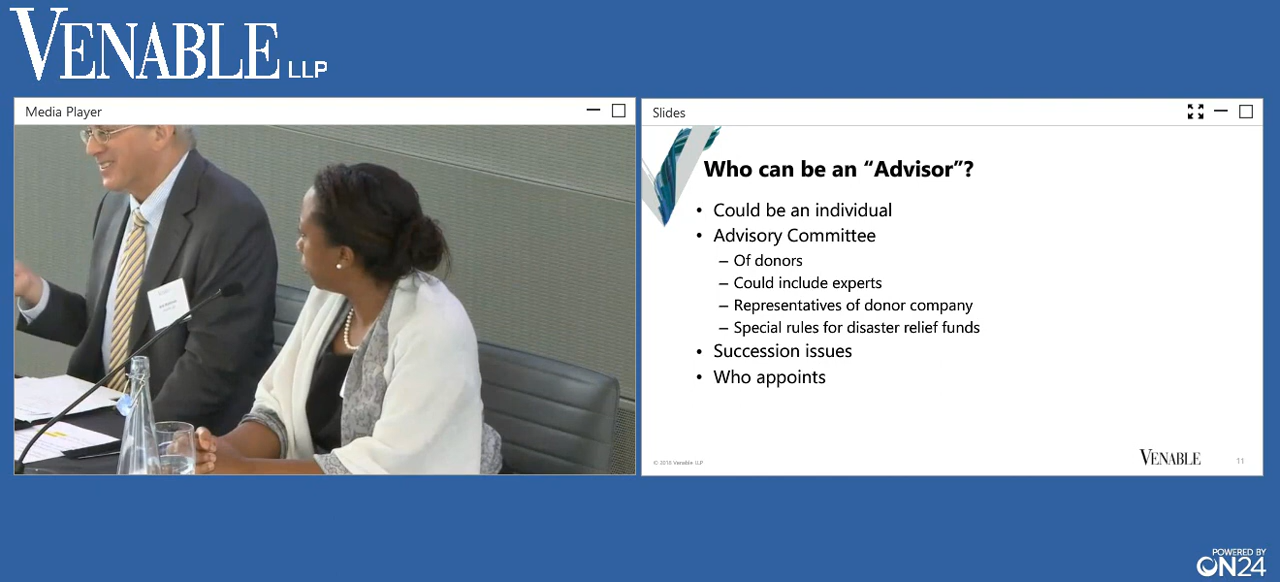 VENABLE LLP
Media Player
Slides
Who can be an “Advisor”?
• Could be an individual
• Advisory Committee
– Of donors
– Could include experts
– Representatives of donor company
– Special rules for disaster relief funds
• Succession issues
• Who appoints
© 2018 Venable LLP
VENABLE
11
POWERED BY
ON24